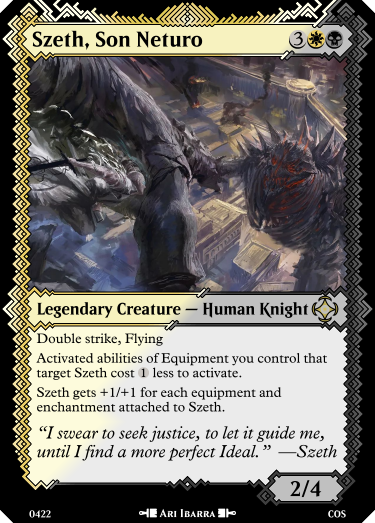 Szeth, Son Neturo 3
Legendary Creature — Human Knight
Double strike, Flying
Activated abilities of Equipment you control that
target Szeth cost 1 less to activate.
Szeth gets +1/+1 for each equipment and
enchantment attached to Szeth.
“I swear to seek justice, to let it guide me,
until I find a more perfect Ideal.” —Szeth
2/4
0422 ARI IBARRA COS